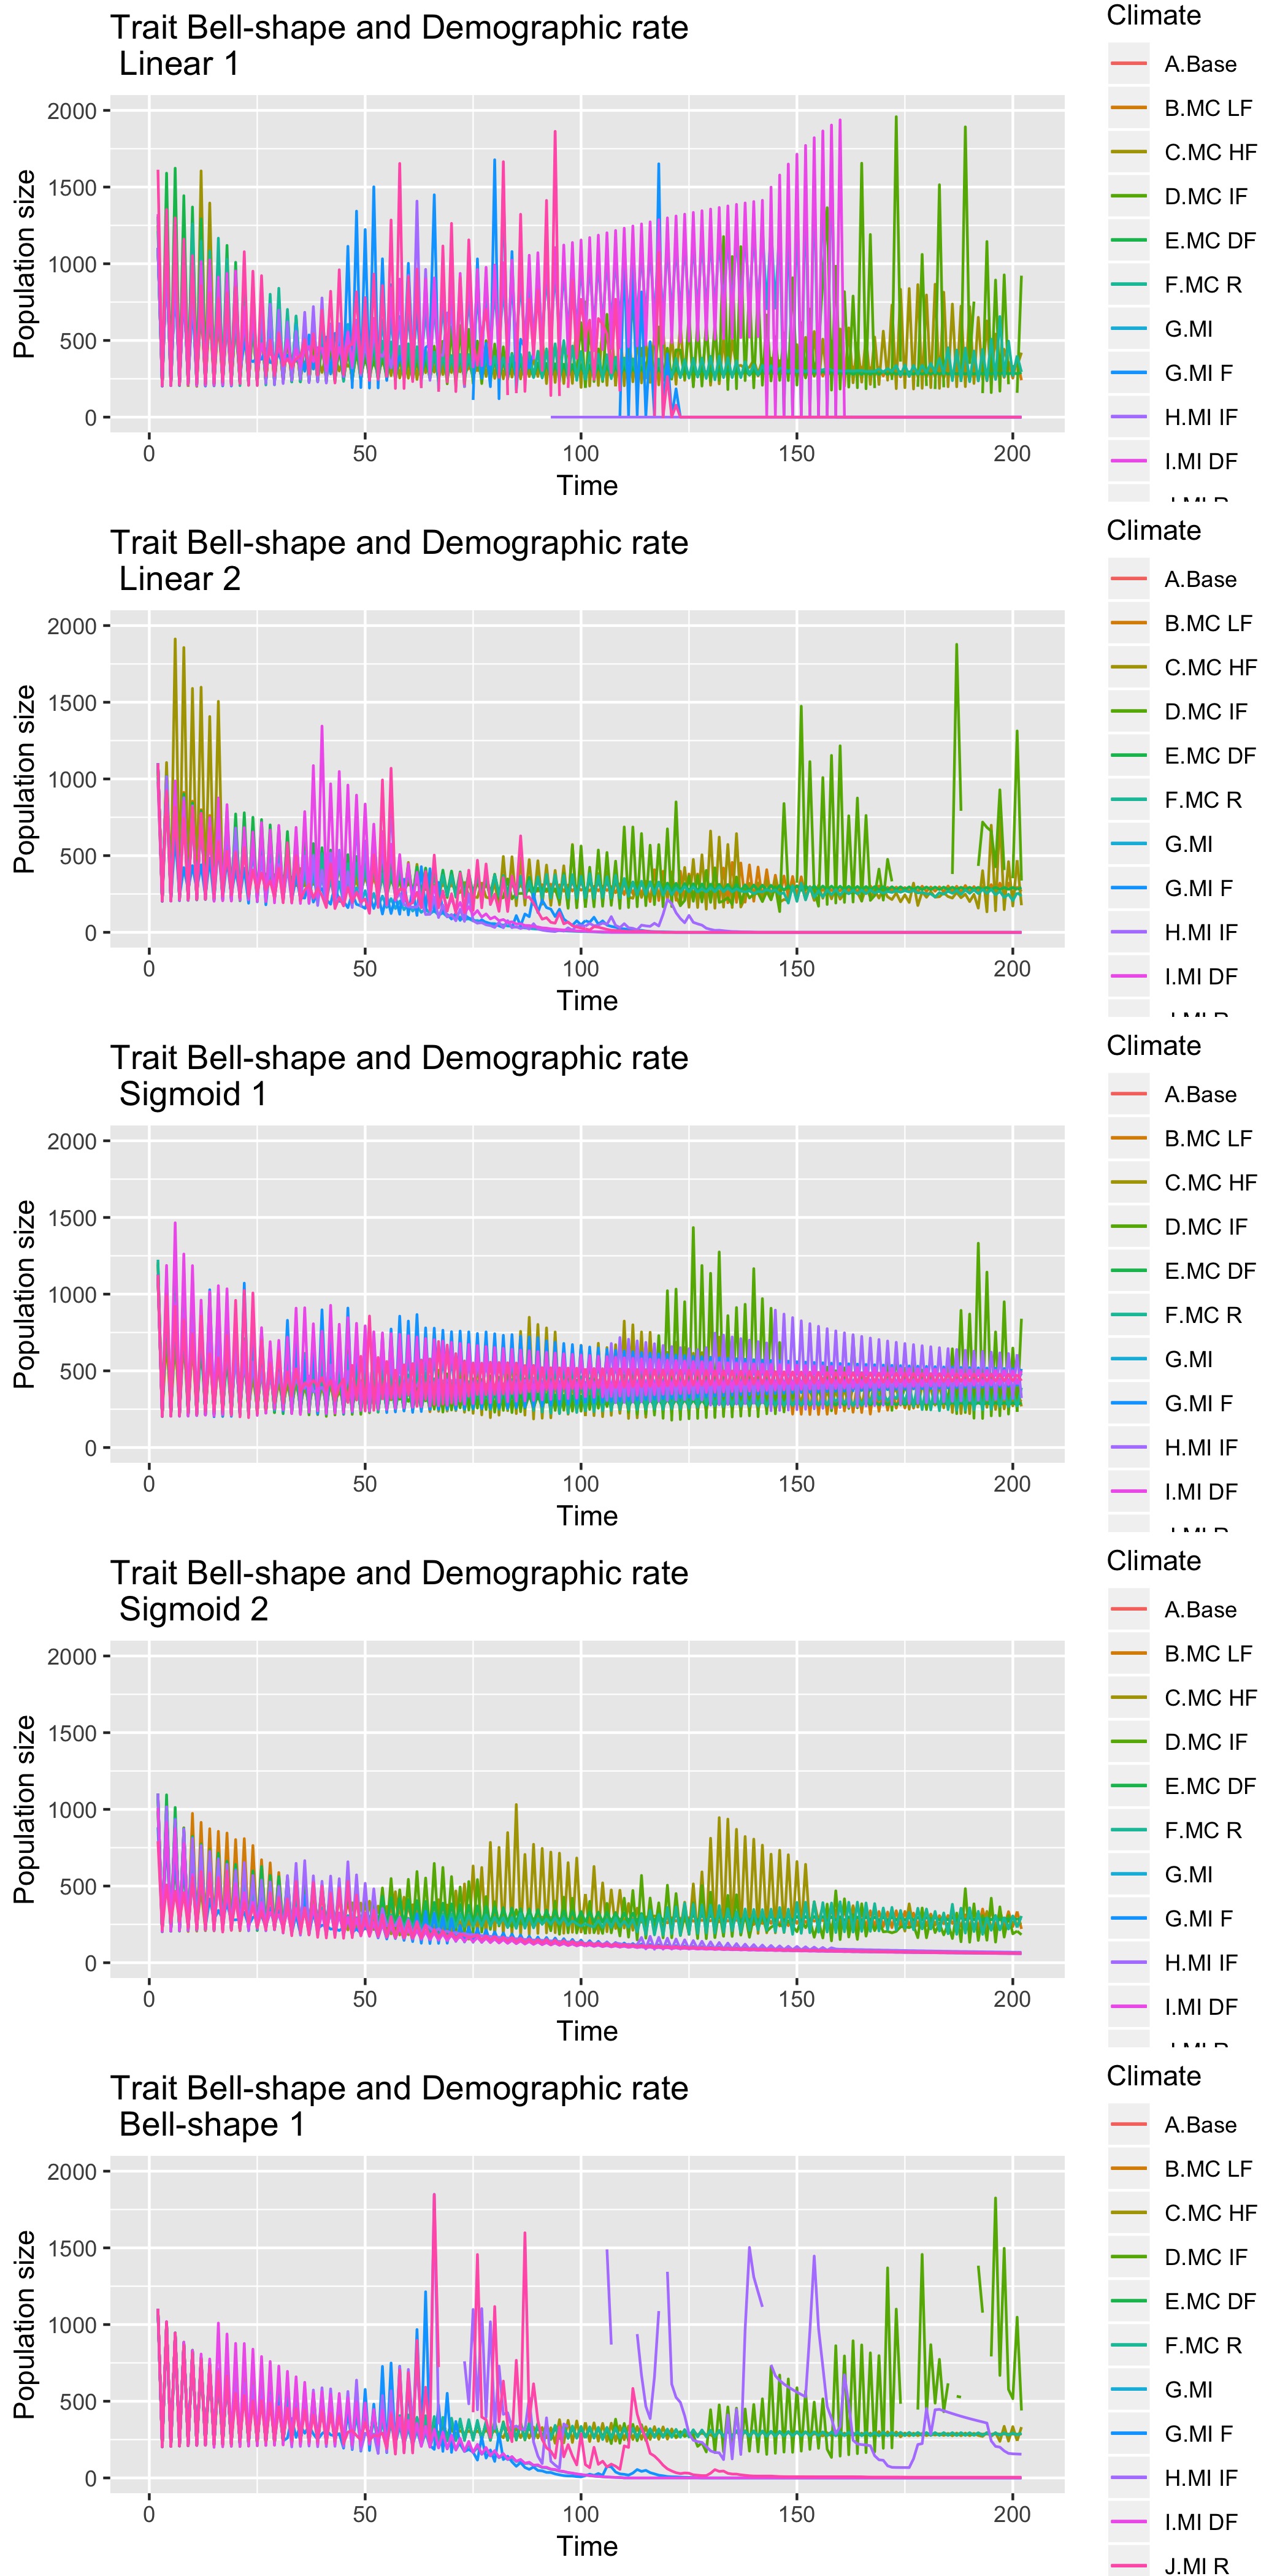 Trait Bell-shape and Demographic rate
Linear 1
Population size
2000
1500
1000
500
0
0 50 100 150 200
Time
Climate
A.Base
B.MC LF
C.MC HF
D.MC IF
E.MC DF
F.MC R
G.MI
G.MI F
H.MI IF
I.MI DF
Trait Bell-shape and Demographic rate
Linear 2
Population size
2000
1500
1000
500
0
0 50 100 150 200
Time
Climate
A.Base
B.MC LF
C.MC HF
D.MC IF
E.MC DF
F.MC R
G.MI
G.MI F
H.MI IF
I.MI DF
Trait Bell-shape and Demographic rate
Sigmoid 1
Population size
2000
1500
1000
500
0
0 50 100 150 200
Time
Climate
A.Base
B.MC LF
C.MC HF
D.MC IF
E.MC DF
F.MC R
G.MI
G.MI F
H.MI IF
I.MI DF
Trait Bell-shape and Demographic rate
Sigmoid 2
Population size
2000
1500
1000
500
0
0 50 100 150 200
Time
Climate
A.Base
B.MC LF
C.MC HF
D.MC IF
E.MC DF
F.MC R
G.MI
G.MI F
H.MI IF
I.MI DF
Trait Bell-shape and Demographic rate
Bell-shape 1
Population size
2000
1500
1000
500
0
0 50 100 150 200
Time
Climate
A.Base
B.MC LF
C.MC HF
D.MC IF
E.MC DF
F.MC R
G.MI
G.MI F
H.MI IF
I.MI DF
J.MI R